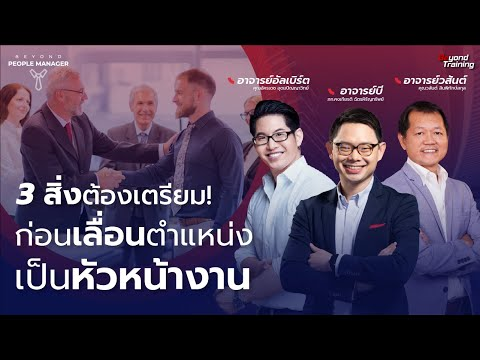 BEYOND
PEOPLE MANAGER
Beyond
Training
อาจารย์อัลเบิร์ต
อาจารย์บี
อาจารย์วสันต์
3 สิ่งต้องเตรียม!
ก่อนเลื่อนตำแหน่ง
เป็นหัวหน้างาน